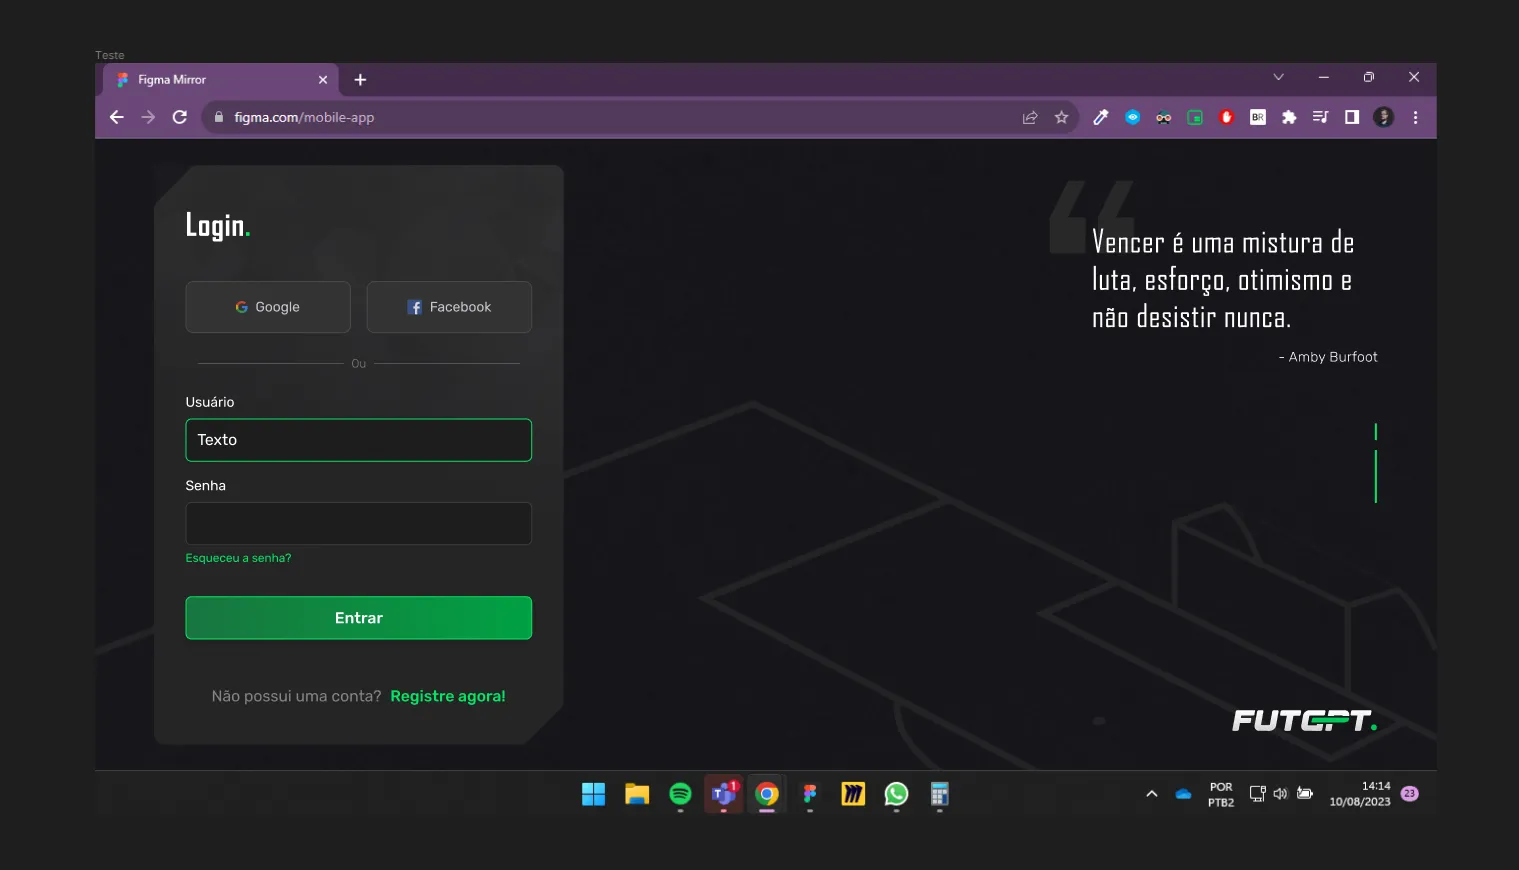 Teste
Figma Mirror
figma.com/mobile-app
BR
Login.
Google
Facebook
Ou
Usuário
Texto
Senha
Esqueceu a senha?
Entrar
Não possui uma conta? Registre agora!
“
Vencer é uma mistura de
luta, esforço, otimismo e
não desistir nunca.
- Amby Burfoot
FUTGPT.
T
1
POR
PTB2
14:14
10/08/2023
23